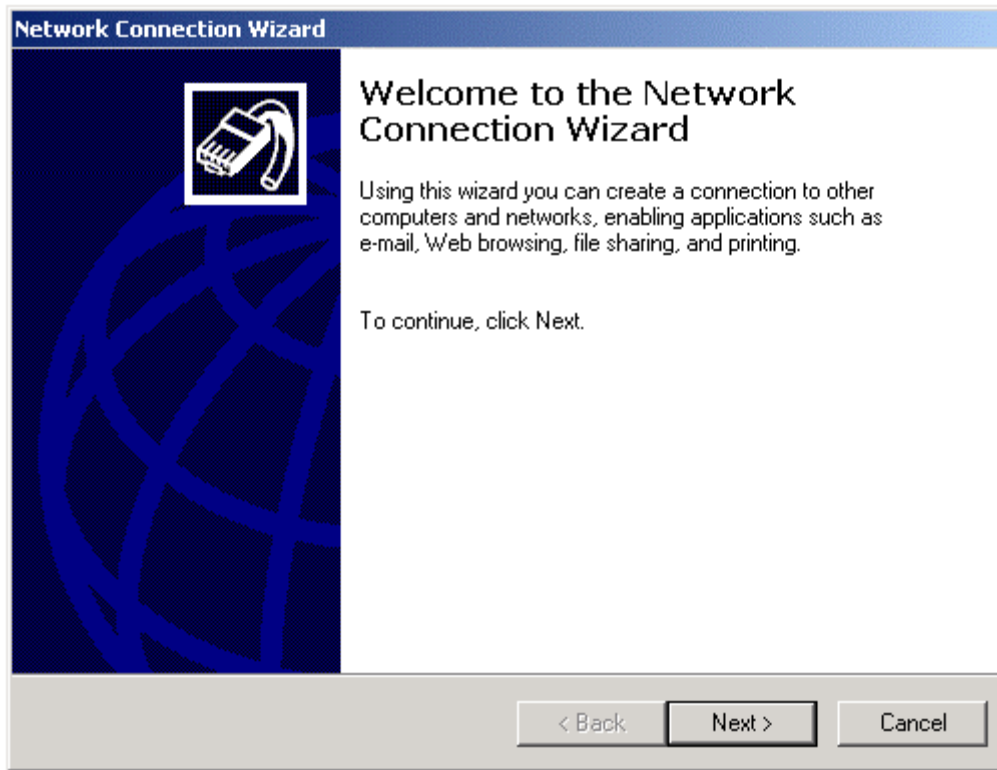 Network Connection Wizard
Welcome to the Network
Connection Wizard
Using this wizard you can create a connection to other
computers and networks, enabling applications such as
e-mail, Web browsing, file sharing, and printing.
To continue, click Next.
< Back Next > Cancel